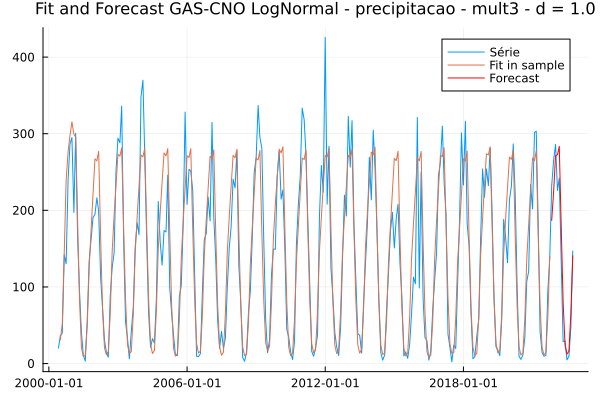 Fit and Forecast GAS-CNO LogNormal - precipitacao - mult3 - d = 1.0
Série
Fit in sample
Forecast
400
300
200
100
0
2000-01-01 2006-01-01 2012-01-01 2018-01-01